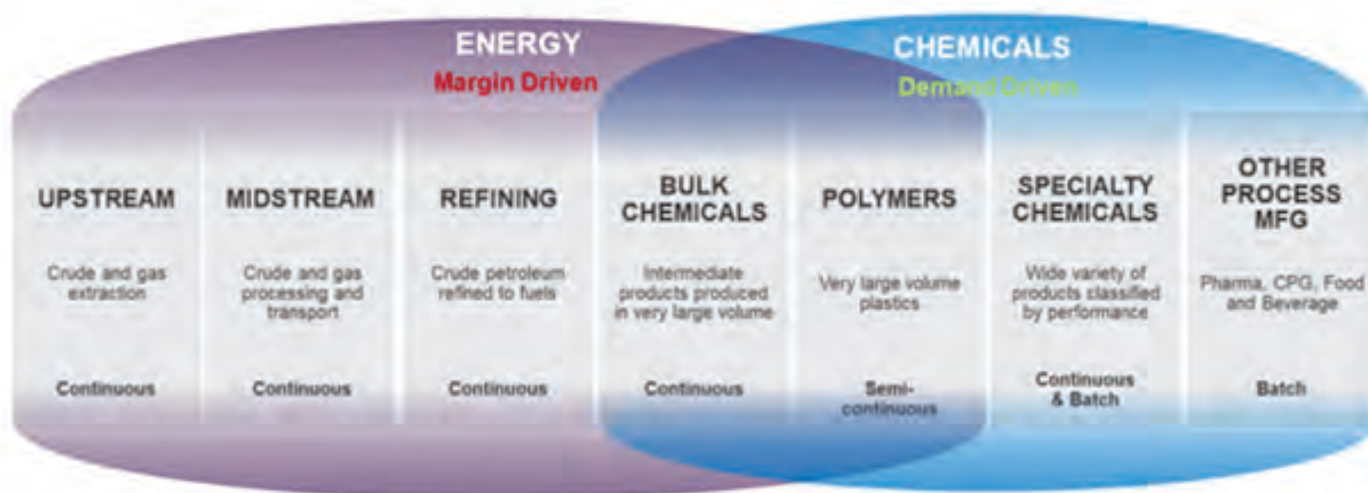 ENERGY
Margin Driven
CHEMICALS
Demand Driven
UPSTREAM
Crude and gas
extraction
Continuous
MIDSTREAM
Crude and gas
processing and
transport
Continuous
REFINING
Crude petroleum
refined to fuels
Continuous
BULK
CHEMICALS
Intermediate
products produced
in very large volume
Continuous
POLYMERS
Very large volume
plastics
Semi-
continuous
SPECIALTY
CHEMICALS
Wide variety of
products classified
by performance
Continuous
& Batch
OTHER
PROCESS
MFG
Pharma, CPG, Food
and Beverage
Batch